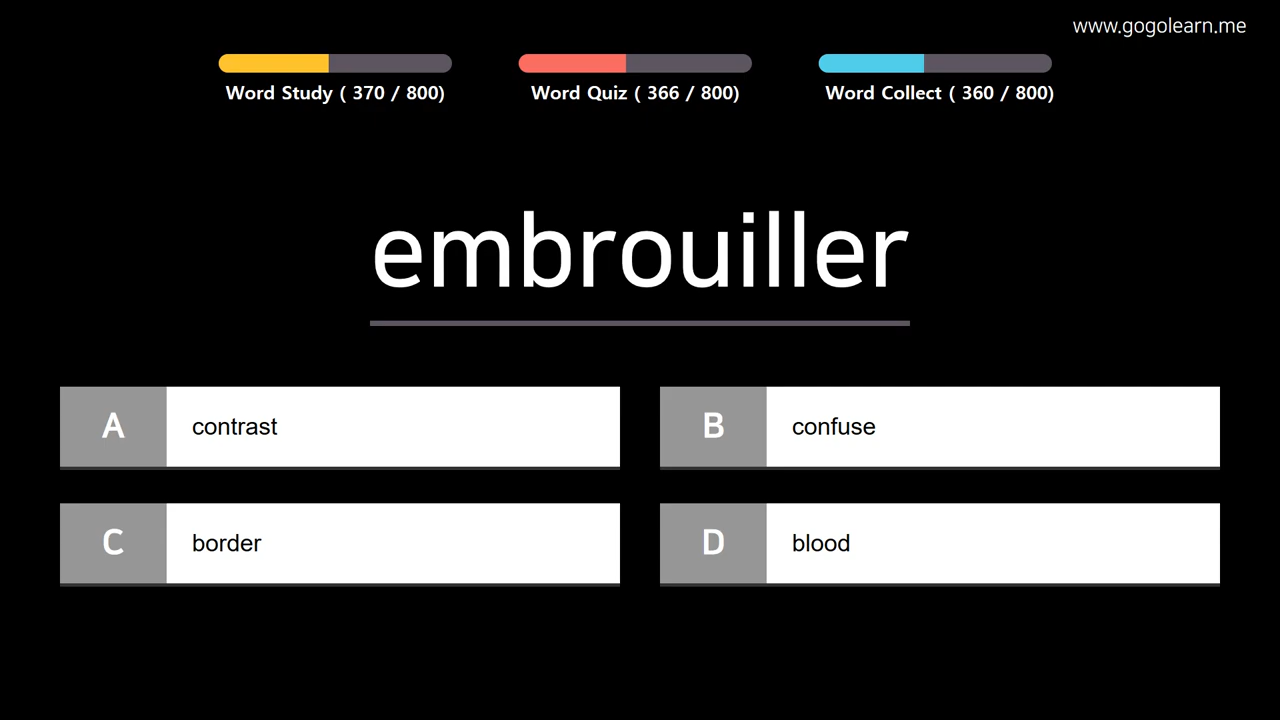 www.gogolearn.me
Word Study ( 370 / 800)
Word Quiz ( 366 / 800)
Word Collect ( 360 / 800)
embrouiller
A contrast
B confuse
C border
D blood